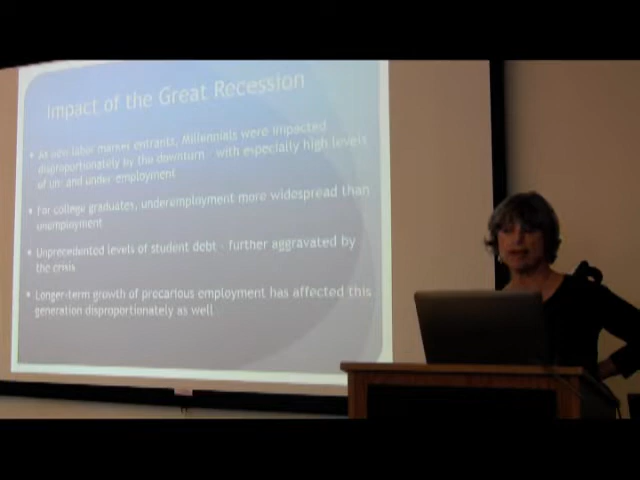 Impact of the Great Recession
• As new labor market entrants, Millennials were impacted
disproportionately by the downturn - with especially high levels
of un- and under-employment
• For college graduates, underemployment more widespread than
unemployment
• Unprecedented levels of student debt - further aggravated by
the crisis
• Longer-term growth of precarious employment has affected this
generation disproportionately as well